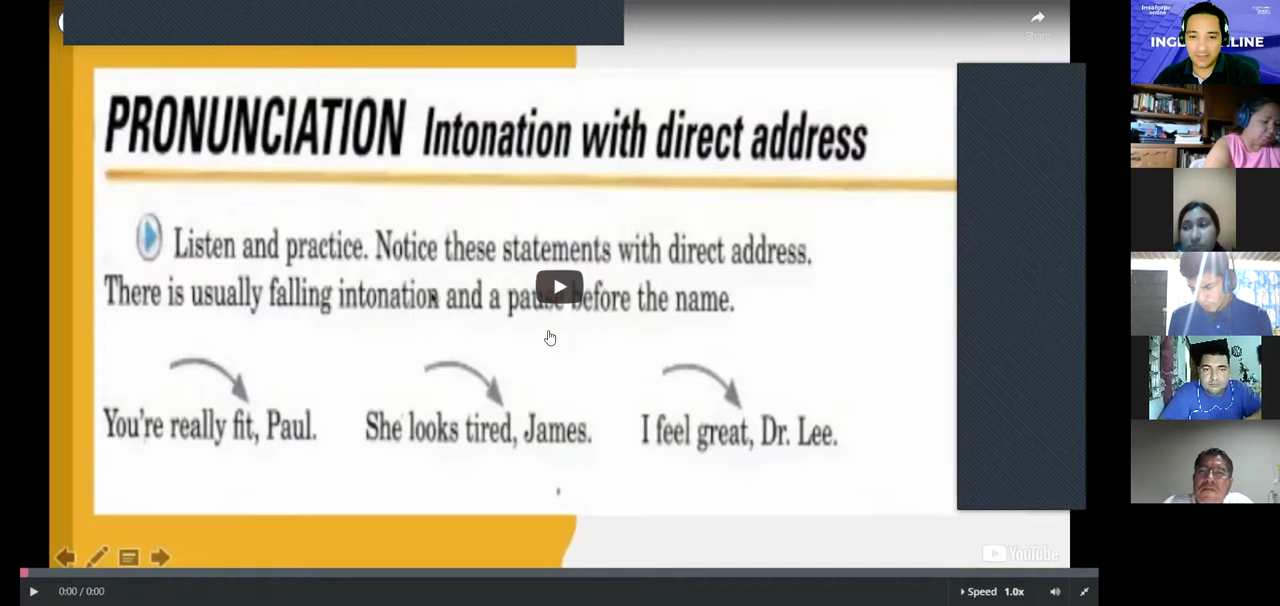 Share
PRONUNCIATION Intonation with direct address
Listen and practice. Notice these statements with direct address.
There is usually falling intonation and a pause before the name.
You're really fit, Paul. She looks tired, James. I feel great, Dr. Lee.
YouTube
0:00 / 0:00
Speed 1.0x
Insaforp
online